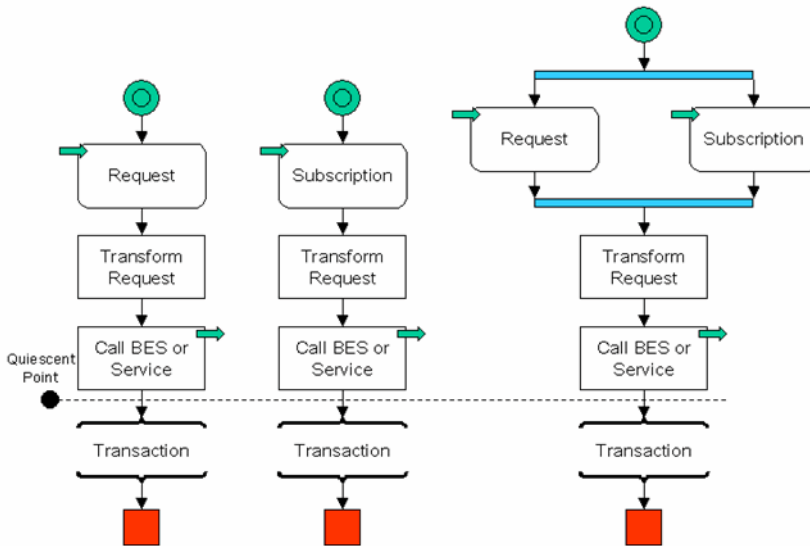 Request
Subscription
Request
Subscription
Transform
Request
Transform
Request
Transform
Request
Call BES or
Service
Call BES or
Service
Call BES or
Service
Quiescent
Point
Transaction
Transaction
Transaction